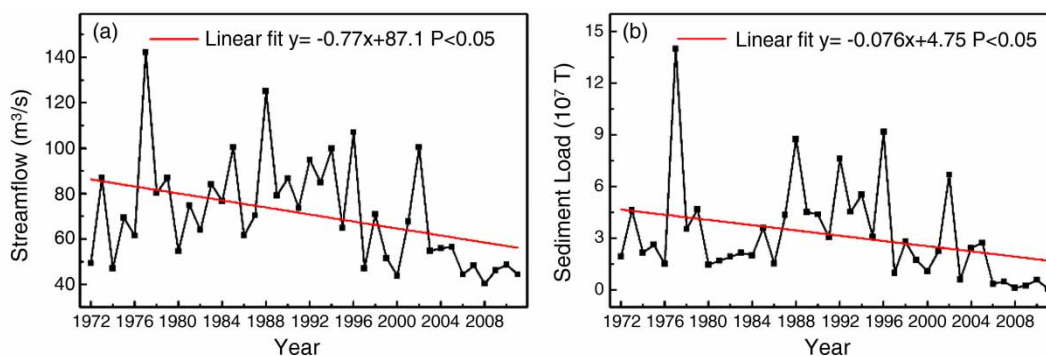 (a)
Linear fit y= -0.77x+87.1 P<0.05
140
120
100
80
60
40
Streamflow (m³/s)
1972 1976 1980 1984 1988 1992 1996 2000 2004 2008
Year
(b)
Linear fit y= -0.076x+4.75 P<0.05
15
12
9
6
3
0
Sediment Load (10⁷ T)
1972 1976 1980 1984 1988 1992 1996 2000 2004 2008
Year